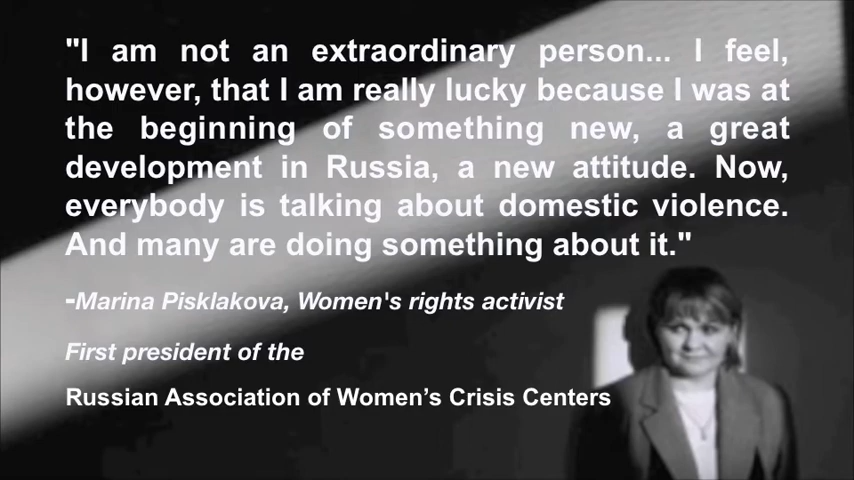 "I am not an extraordinary person... I feel,
however, that I am really lucky because I was at
the beginning of something new, a great
development in Russia, a new attitude. Now,
everybody is talking about domestic violence.
And many are doing something about it."
-Marina Pisklakova, Women's rights activist
First president of the
Russian Association of Women’s Crisis Centers